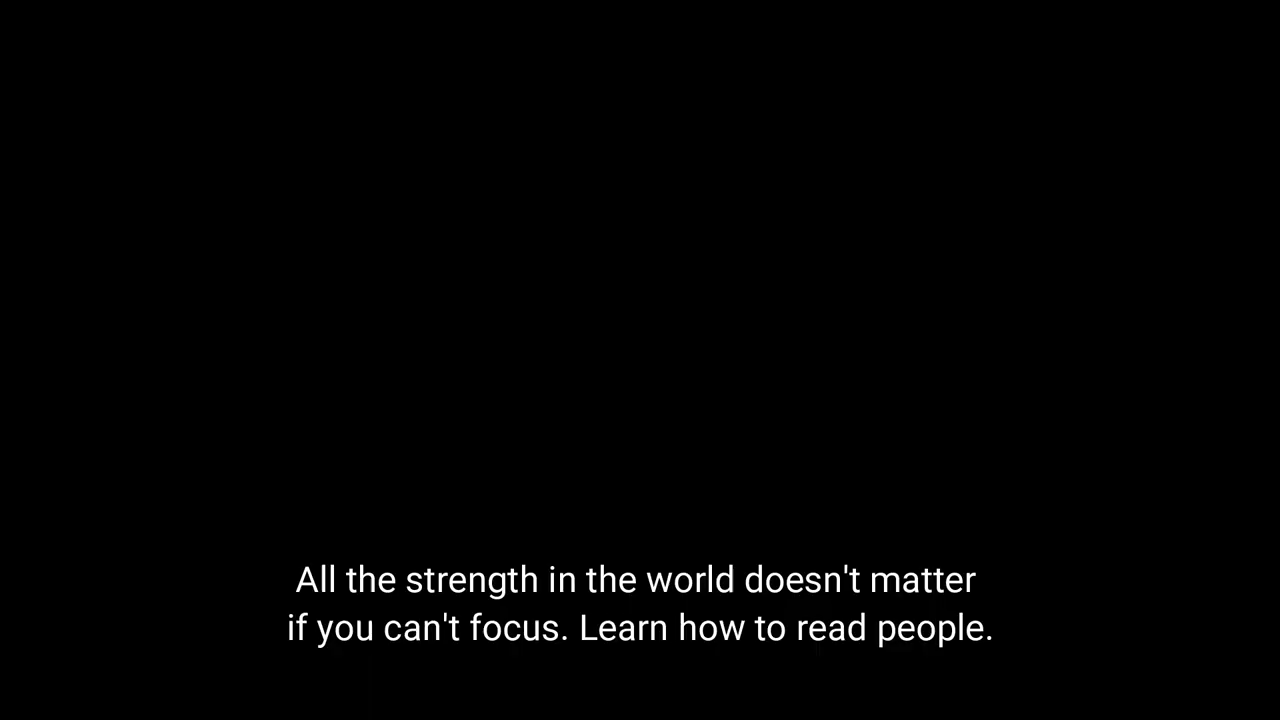 All the strength in the world doesn't matter
if you can't focus. Learn how to read people.